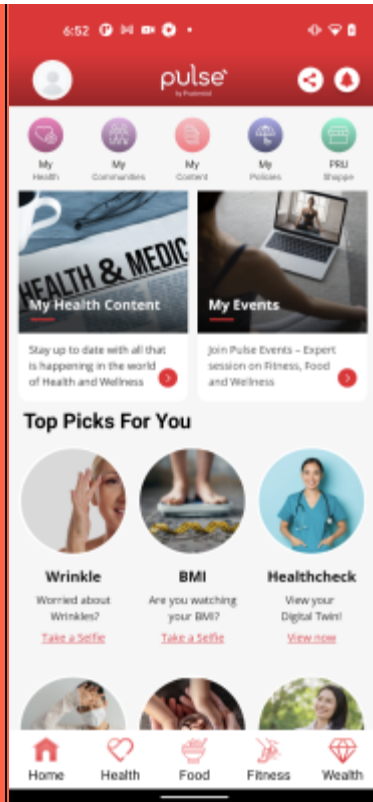 6:52
pulse
by Prudential
My
Health
My
Communities
My
Content
My
Policies
PRU
Shoppe
HEALTH & MEDIC
My Health Content
My Events
Stay up to date with all that
is happening in the world
of Health and Wellness
Join Pulse Events – Expert
session on Fitness, Food
and Wellness
Top Picks For You
Wrinkle
BMI
Healthcheck
Worried about
Wrinkles?
Are you watching
your BMI?
View your
Digital Twin!
Take a Selfie
Take a Selfie
View now
Home
Health
Food
Fitness
Wealth